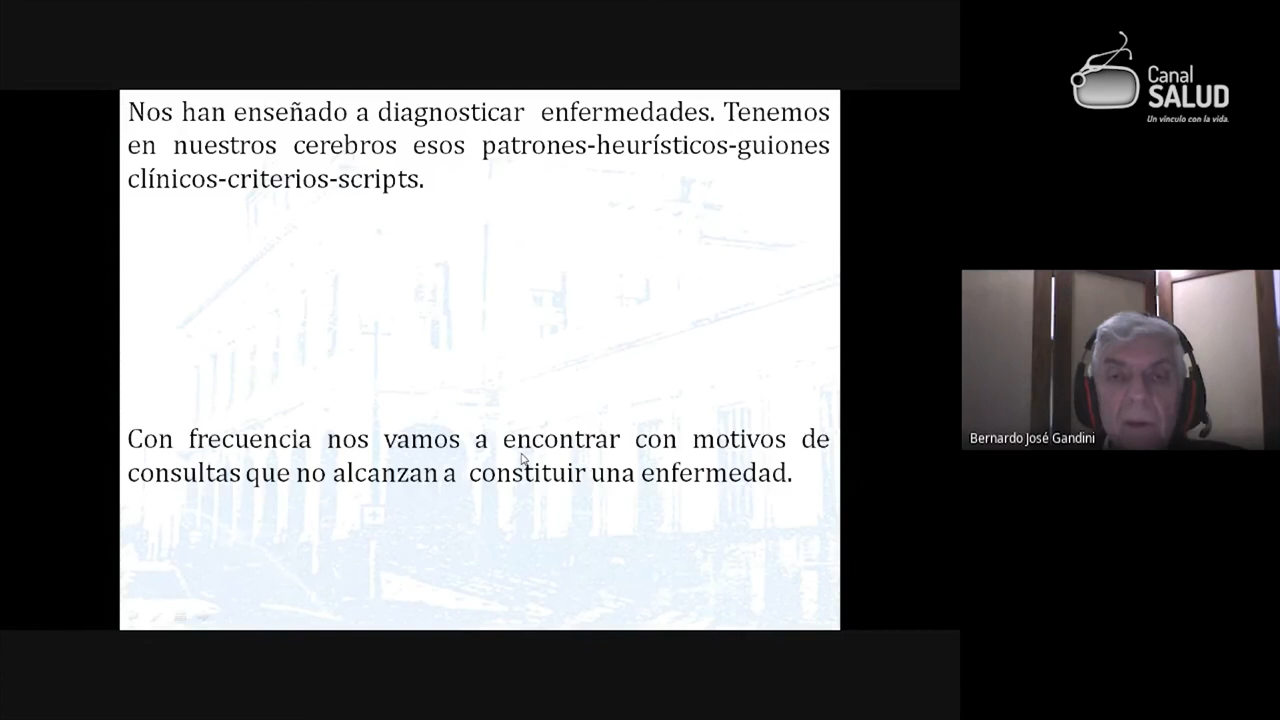 Nos han enseñado a diagnosticar enfermedades. Tenemos
en nuestros cerebros esos patrones-heurísticos-guiones
clínicos-criterios-scripts.
Con frecuencia nos vamos a encontrar con motivos de
consultas que no alcanzan a constituir una enfermedad.
Canal
SALUD
Un vínculo con la vida.
Bernardo José Gandini